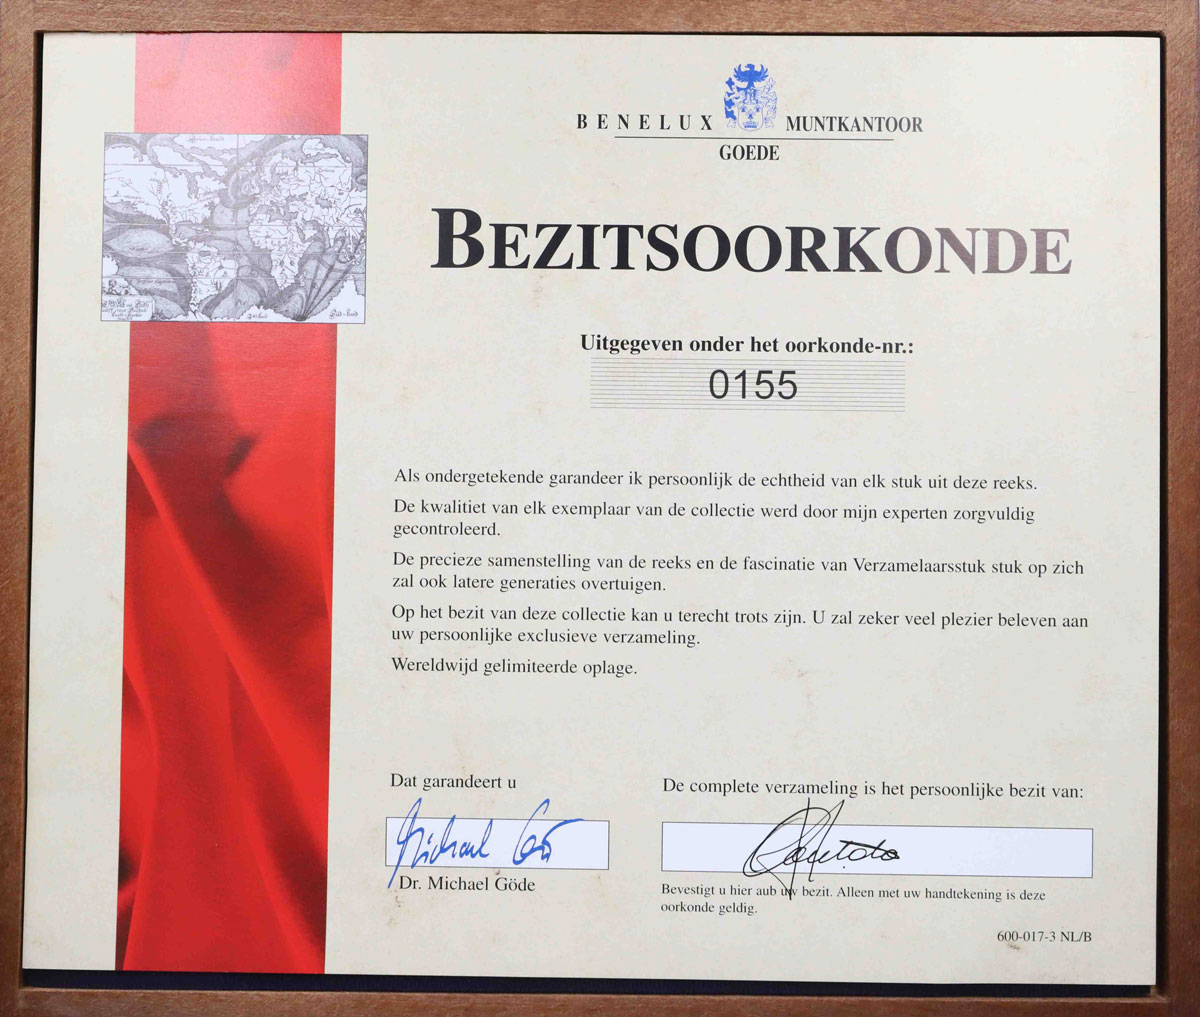 BENELUX MUNTKANTOOR
GOEDE
BEZITSOORKONDE
Uitgegeven onder het oorkonde-nr.:
0155
Als ondergetekende garandeer ik persoonlijk de echtheid van elk stuk uit deze reeks.
De kwalitiet van elk exemplaar van de collectie werd door mijn experten zorgvuldig
gecontroleerd.
De precieze samenstelling van de reeks en de fascinatie van Verzamelaarsstuk stuk op zich
zal ook latere generaties overtuigen.
Op het bezit van deze collectie kan u terecht trots zijn. U zal zeker veel plezier beleven aan
uw persoonlijke exclusieve verzameling.
Wereldwijd gelimiteerde oplage.
Dat garandeert u
Michael
Dr. Michael Göde
De complete verzameling is het persoonlijke bezit van:
Bevestigt u hier aub uw bezit. Alleen met uw handtekening is deze
oorkonde geldig.
600-017-3 NL/B